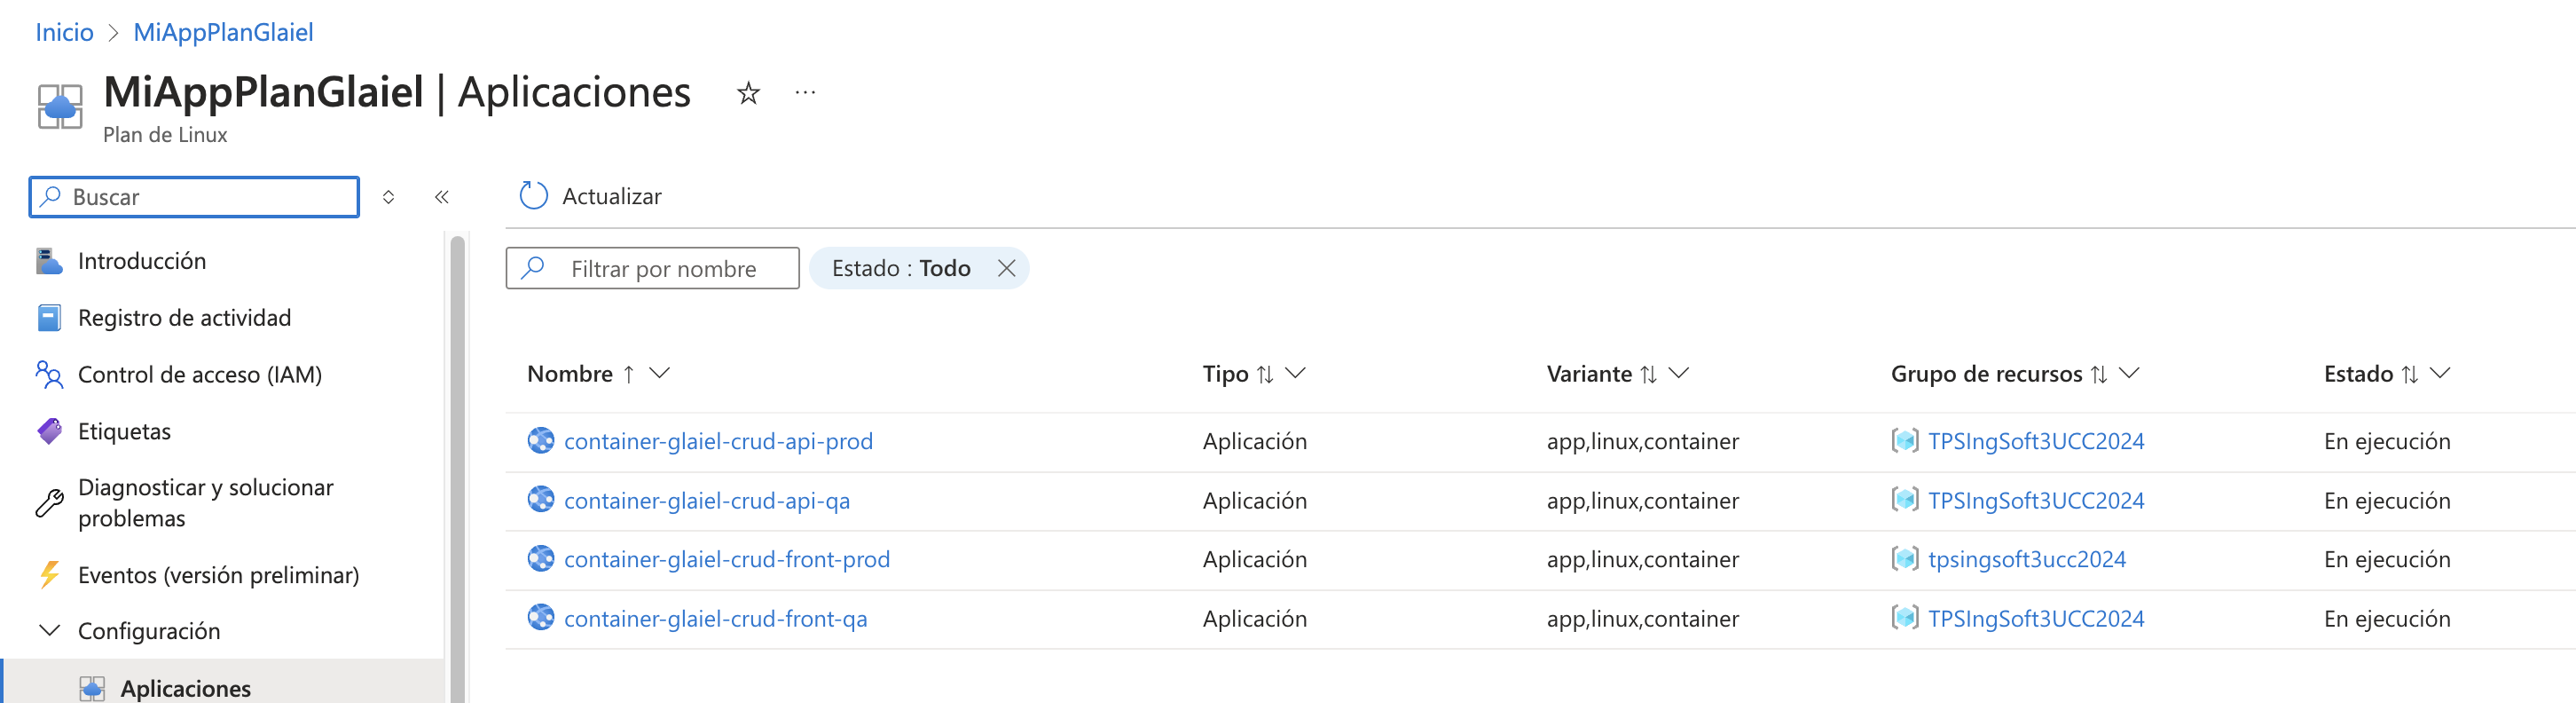 Inicio > MiAppPlanGlaiel
MiAppPlanGlaiel | Aplicaciones
Plan de Linux
Buscar
Actualizar
Introducción
Registro de actividad
Control de acceso (IAM)
Etiquetas
Diagnosticar y solucionar
problemas
Eventos (versión preliminar)
Configuración
Aplicaciones
Filtrar por nombre
Estado : Todo
Nombre Tipo Variante Grupo de recursos Estado
container-glaiel-crud-api-prod Aplicación app,linux,container TPSIngSoft3UCC2024 En ejecución
container-glaiel-crud-api-qa Aplicación app,linux,container TPSIngSoft3UCC2024 En ejecución
container-glaiel-crud-front-prod Aplicación app,linux,container tpsingsoft3ucc2024 En ejecución
container-glaiel-crud-front-qa Aplicación app,linux,container TPSIngSoft3UCC2024 En ejecución